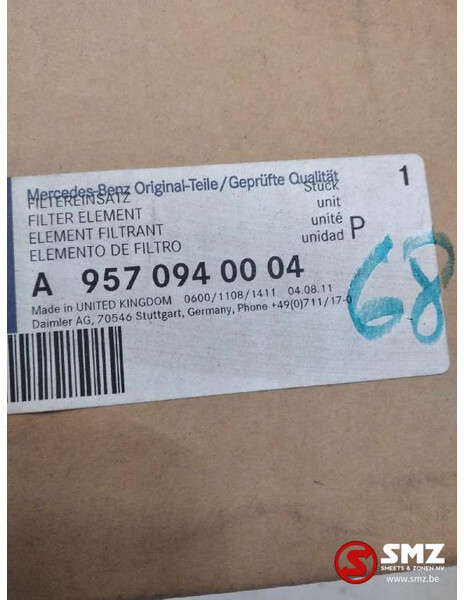 Mercedes-Benz Original-Teile/Geprüfte Qualität
1
FILTEREINSATZ Stück
FILTER ELEMENT unit
ELEMENT FILTRANT unité
ELEMENTO DE FILTRO unidad P
A 957 094 00 04
Made in UNITED KINGDOM 0600/1108/1411 04.08.11
Daimler AG, 70546 Stuttgart, Germany, Phone +49(0)711/17-0
68
SMZ
SMEETS & ZONEN NV
www.smz.be